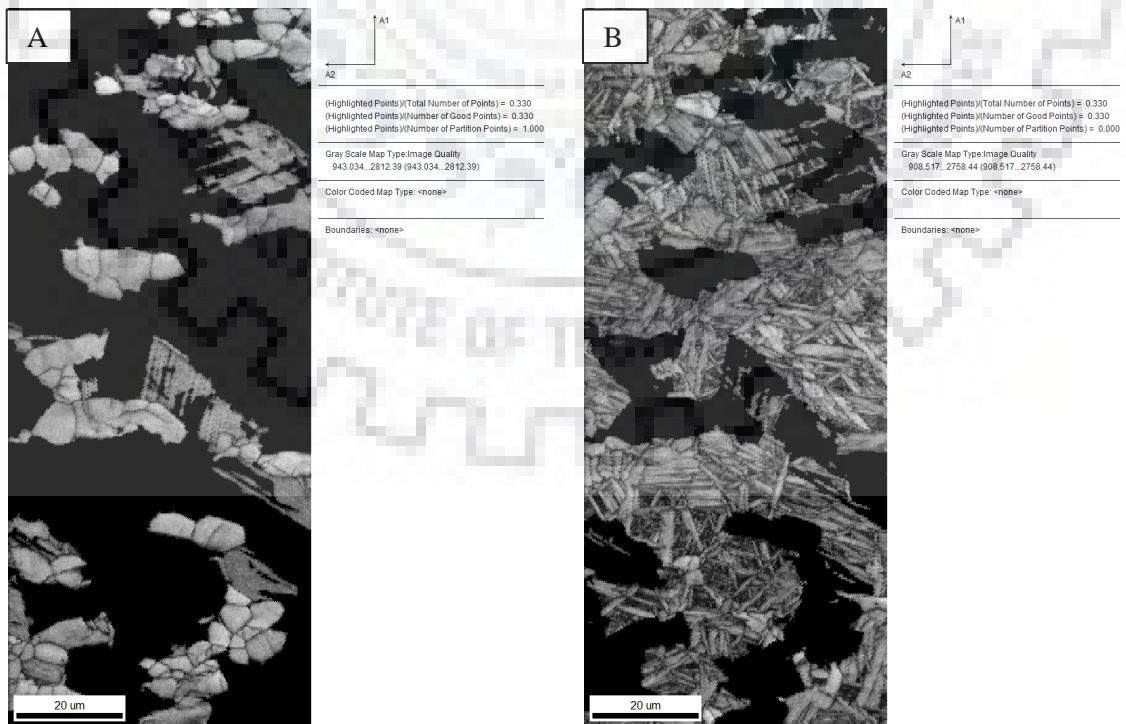 A
A1
A2
(Highlighted Points)/(Total Number of Points) = 0.330
(Highlighted Points)/(Number of Good Points) = 0.330
(Highlighted Points)/(Number of Partition Points) = 1.000
Gray Scale Map Type:Image Quality
943.034...2812.39 (943.034...2812.39)
Color Coded Map Type: <none>
Boundaries: <none>
20 um
B
A1
A2
(Highlighted Points)/(Total Number of Points) = 0.330
(Highlighted Points)/(Number of Good Points) = 0.330
(Highlighted Points)/(Number of Partition Points) = 0.000
Gray Scale Map Type:Image Quality
908.517...2758.44 (908.517...2758.44)
Color Coded Map Type: <none>
Boundaries: <none>
20 um
OF